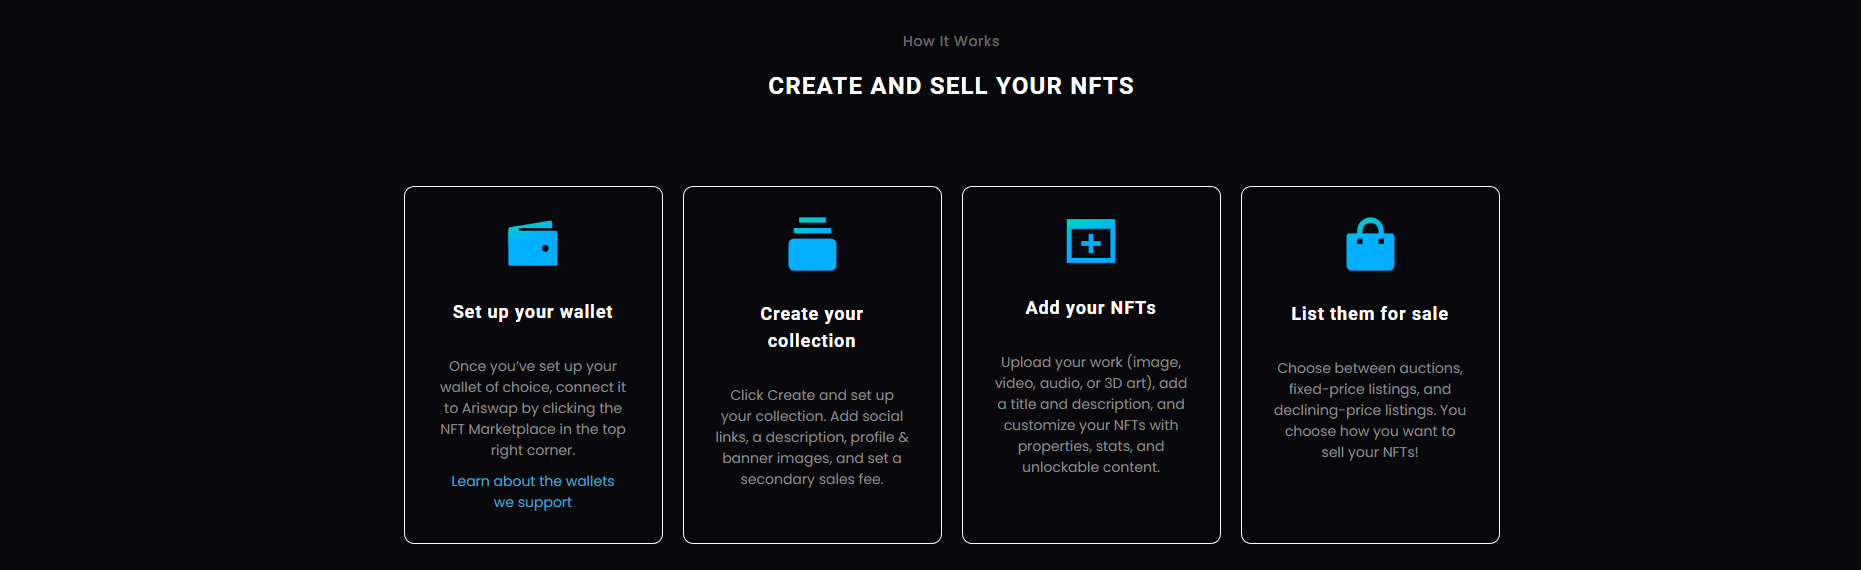 How It Works
CREATE AND SELL YOUR NFTS
Set up your wallet
Once you've set up your
wallet of choice, connect it
to Ariswap by clicking the
NFT Marketplace in the top
right corner.
Learn about the wallets
we support
Create your
collection
Click Create and set up
your collection. Add social
links, a description, profile &
banner images, and set a
secondary sales fee.
Add your NFTs
Upload your work (image,
video, audio, or 3D art), add
a title and description, and
customize your NFTs with
properties, stats, and
unlockable content.
List them for sale
Choose between auctions,
fixed-price listings, and
declining-price listings. You
choose how you want to
sell your NFTs!